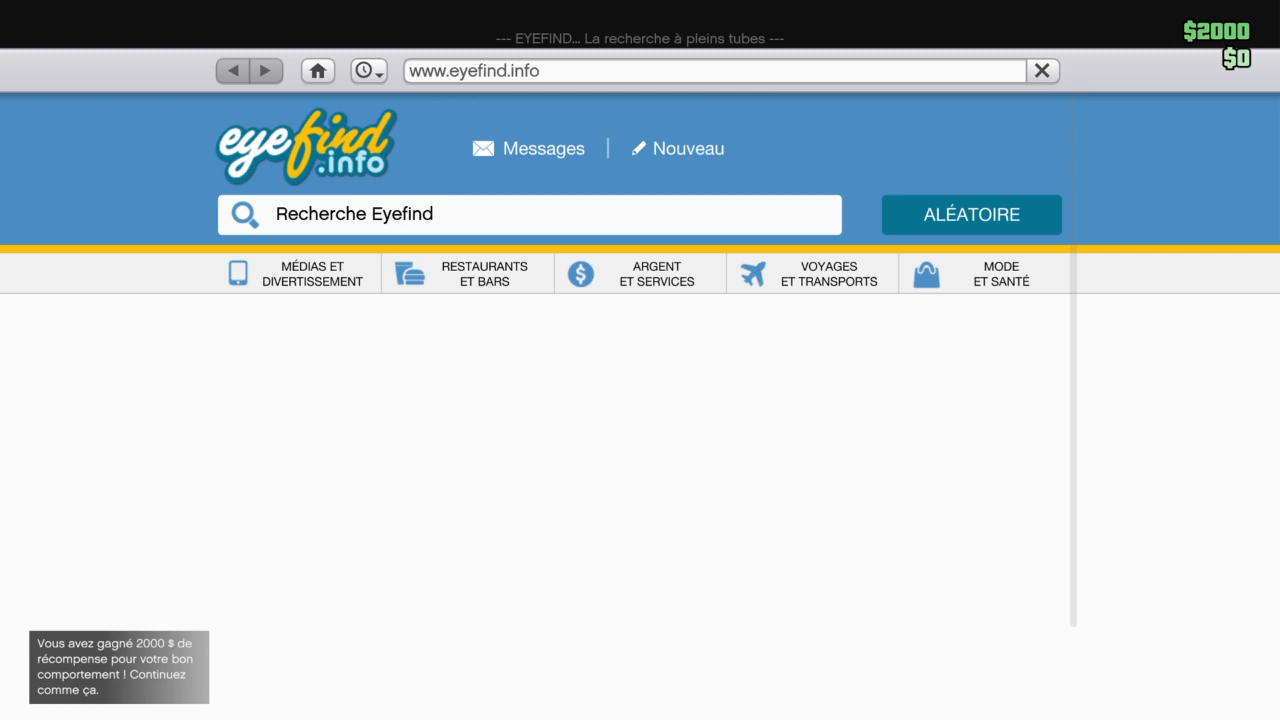 --- EYEFIND... La recherche à pleins tubes ---
$2000
$0
www.eyefind.info
eyefind
.info
Messages
Nouveau
Recherche Eyefind
ALÉATOIRE
MÉDIAS ET
DIVERTISSEMENT
RESTAURANTS
ET BARS
ARGENT
ET SERVICES
VOYAGES
ET TRANSPORTS
MODE
ET SANTÉ
Vous avez gagné 2000 $ de
récompense pour votre bon
comportement ! Continuez
comme ça.